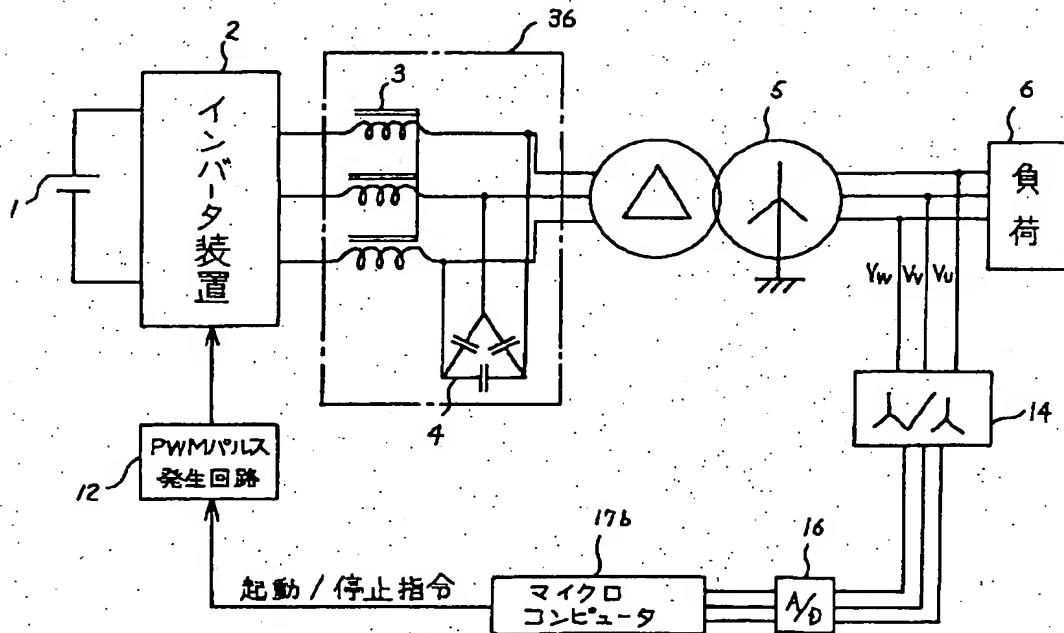 2
36
3
5
6
1
インバータ装置
負荷
Vw Vv Vu
4
14
12
PWMパルス
発生回路
17b
16
起動/停止指令
マイクロ
コンピュータ
A/D